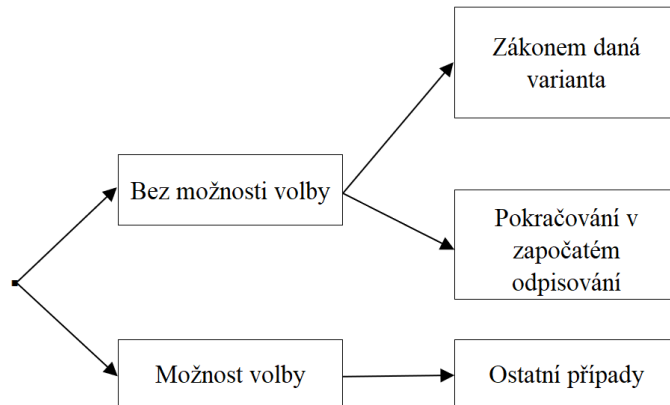 Zákonem daná
varianta
Bez možnosti volby
Pokračování v
započatém
odpisování
Možnost volby
Ostatní případy